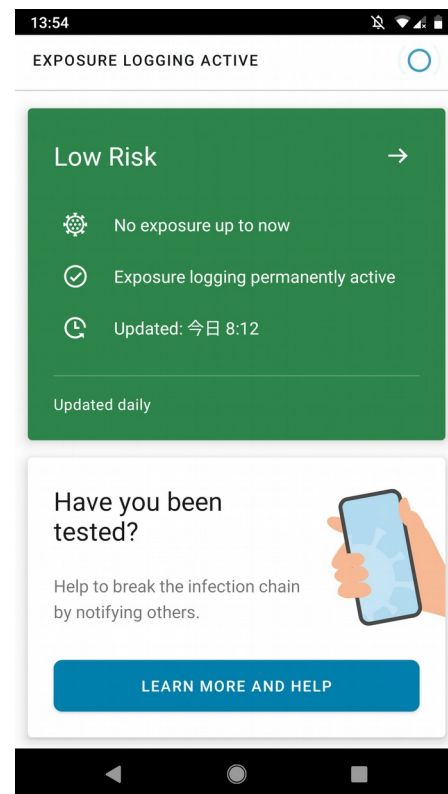 13:54
EXPOSURE LOGGING ACTIVE
Low Risk
No exposure up to now
Exposure logging permanently active
Updated: 今日 8:12
Updated daily
Have you been
tested?
Help to break the infection chain
by notifying others.
LEARN MORE AND HELP